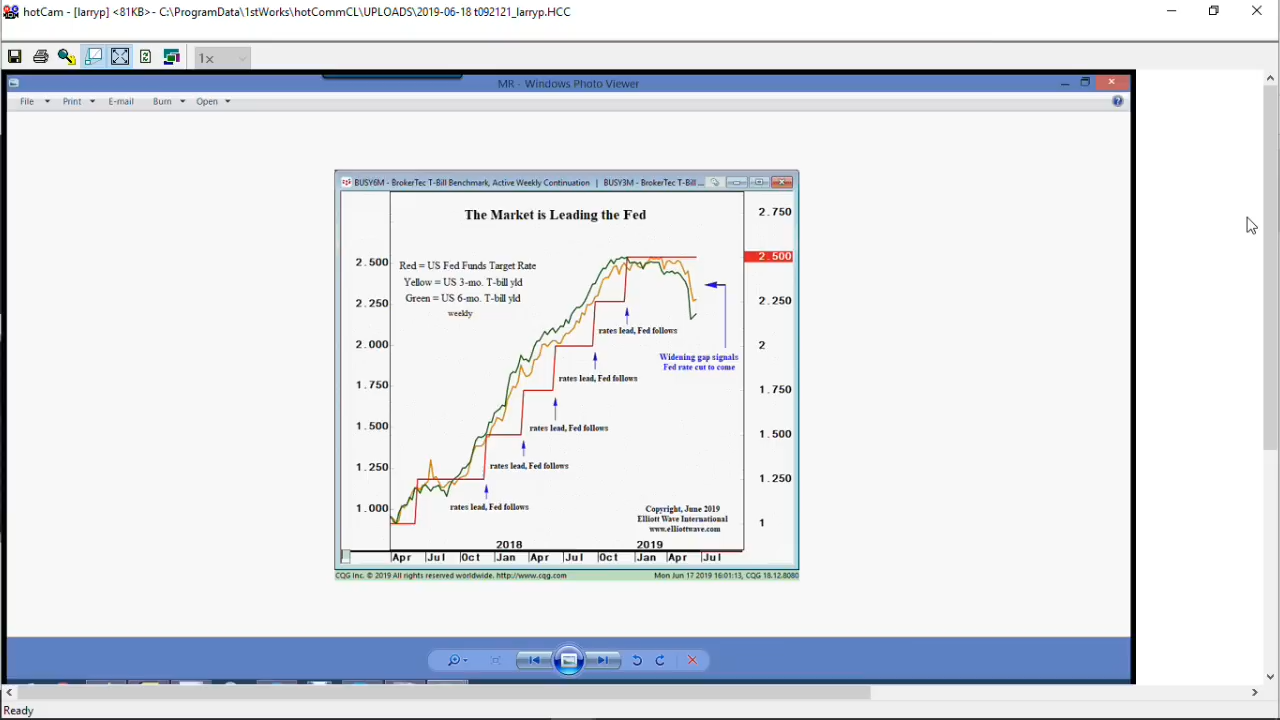 hotCam - [larryp] <81KB>- C:\ProgramData\1stWorks\hotCommCL\UPLOADS\2019-06-18 t092121_larryp.HCC
1x
MR - Windows Photo Viewer
File Print E-mail Burn Open
BUSY6M - BrokerTec T-Bill Benchmark, Active Weekly Continuation | BUSY3M - BrokerTec T-Bill ...
The Market is Leading the Fed
2.750
2.500
2.500
Red = US Fed Funds Target Rate
Yellow = US 3-mo. T-bill yld
Green = US 6-mo. T-bill yld
weekly
2.250
2.250
rates lead, Fed follows
2.000
2
Widening gap signals
Fed rate cut to come
rates lead, Fed follows
1.750
1.750
rates lead, Fed follows
1.500
1.500
rates lead, Fed follows
1.250
1.250
rates lead, Fed follows
1.000
1
Copyright, June 2019
Elliott Wave International
www.elliottwave.com
2018 2019
Apr Jul Oct Jan Apr Jul Oct Jan Apr Jul
CQG Inc. © 2019 All rights reserved worldwide. http://www.cqg.com
Mon Jun 17 2019 16:01:13, CQG 18.12.8080
Ready